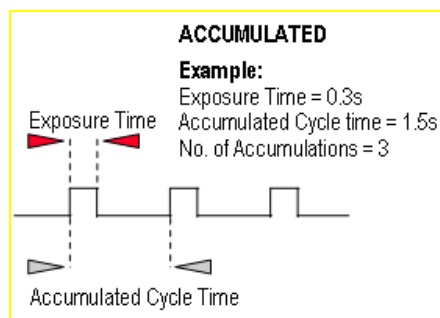 ACCUMULATED
Example:
Exposure Time = 0.3s
Exposure Time
Accumulated Cycle time = 1.5s
No. of Accumulations = 3
Accumulated Cycle Time